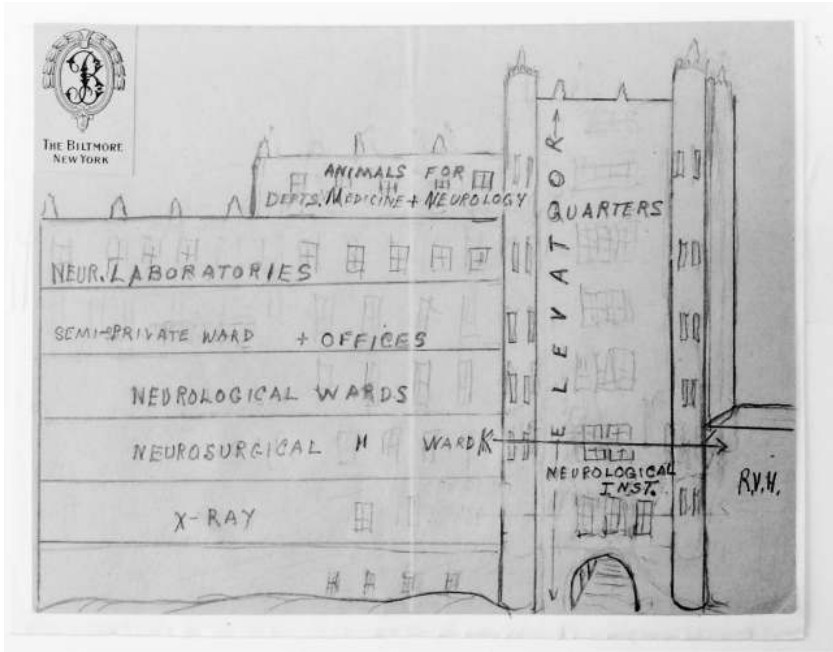 THE BILTMORE
NEW YORK
ANIMALS FOR
DEPTS. MEDICINE + NEUROLOGY
ELEVATOR
QUARTERS
NEUR. LABORATORIES
SEMI-PRIVATE WARD + OFFICES
NEUROLOGICAL WARDS
NEUROSURGICAL WARD
NEUROLOGICAL
INST.
R.V.H.
X-RAY